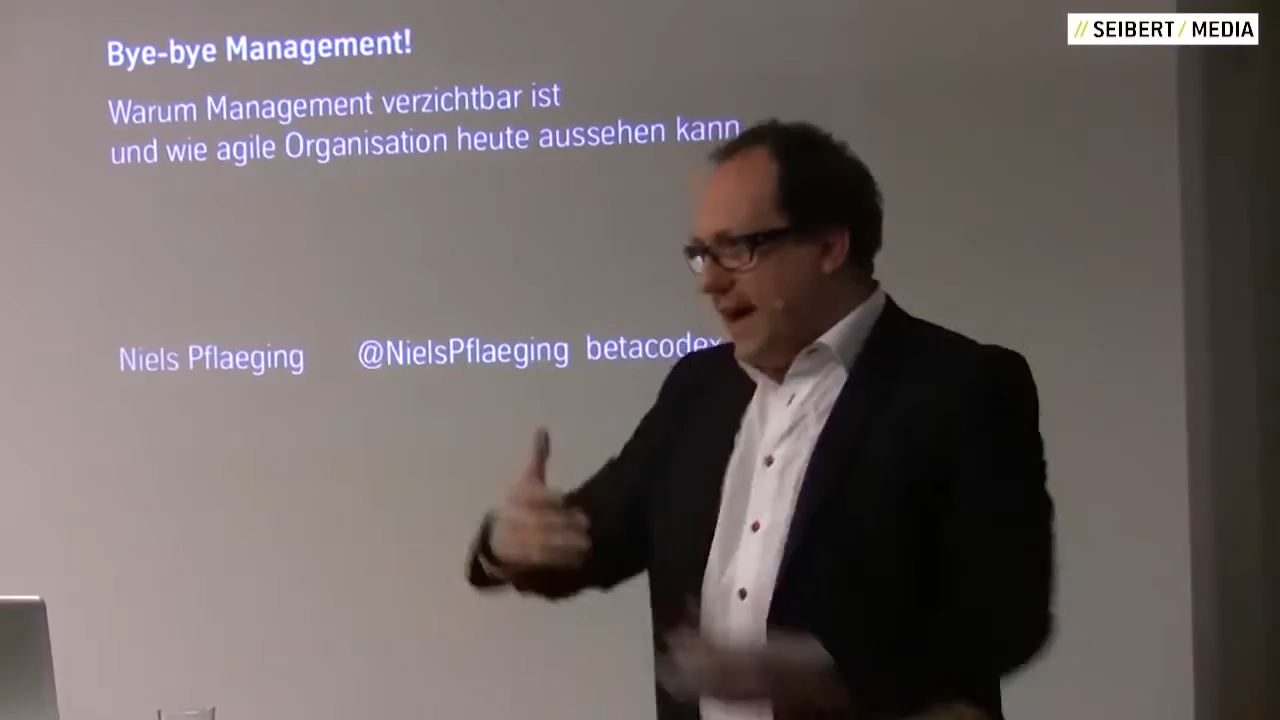 // SEIBERT / MEDIA
Bye-bye Management!
Warum Management verzichtbar ist
und wie agile Organisation heute aussehen kann
Niels Pflaeging @NielsPflaeging betacodex